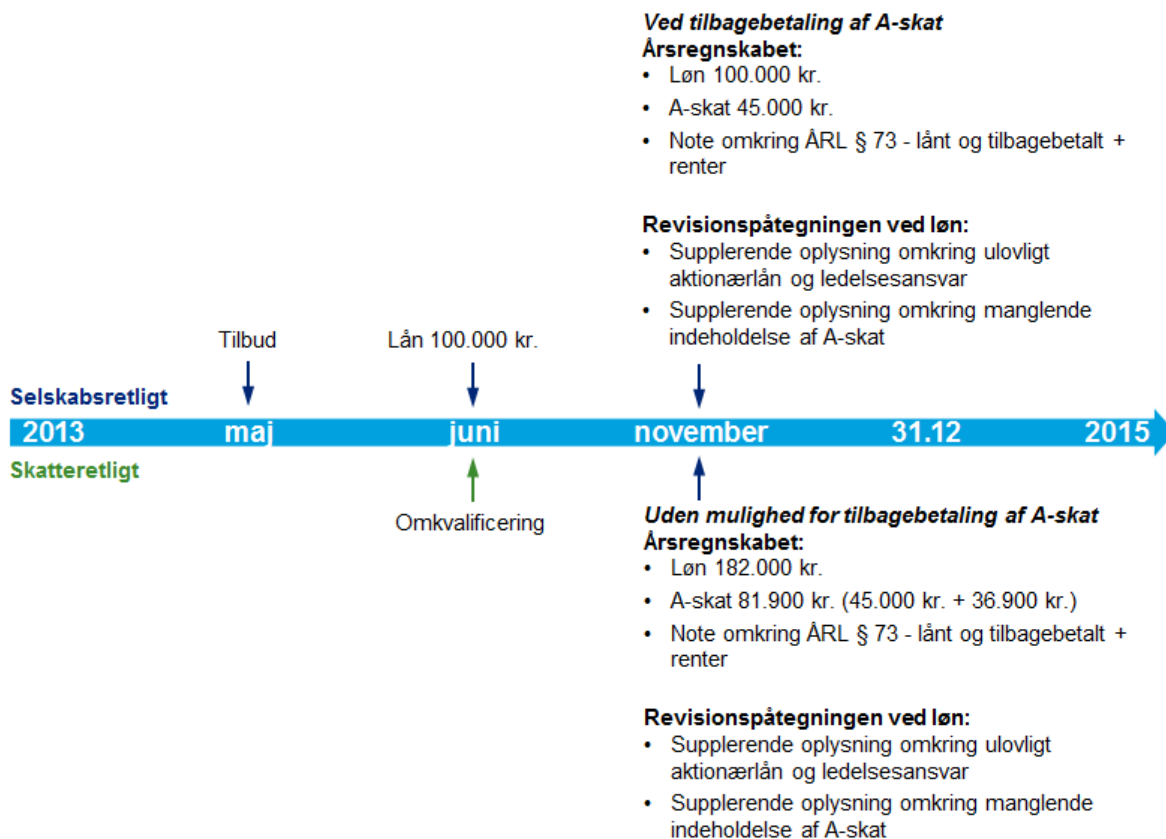 Ved tilbagebetaling af A-skat
Årsregnskabet:
• Løn 100.000 kr.
• A-skat 45.000 kr.
• Note omkring ÅRL § 73 - lånt og tilbagebetalt +
renter
Revisionspåtegningen ved løn:
• Supplerende oplysning omkring ulovligt
aktionærlån og ledelsesansvar
• Supplerende oplysning omkring manglende
indeholdelse af A-skat
Tilbud
Lån 100.000 kr.
Selskabsretligt
2013 maj juni november 31.12 2015
Skatteretligt
Omkvalificering
Uden mulighed for tilbagebetaling af A-skat
Årsregnskabet:
• Løn 182.000 kr.
• A-skat 81.900 kr. (45.000 kr. + 36.900 kr.)
• Note omkring ÅRL § 73 - lånt og tilbagebetalt +
renter
Revisionspåtegningen ved løn:
• Supplerende oplysning omkring ulovligt
aktionærlån og ledelsesansvar
• Supplerende oplysning omkring manglende
indeholdelse af A-skat